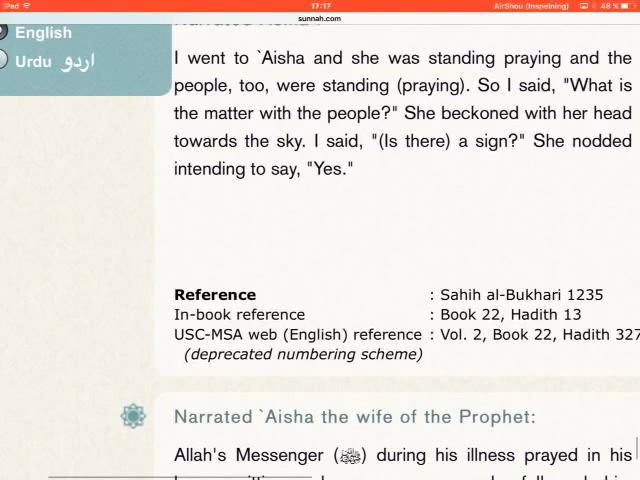 iPad 17:17 AirShou (Inspelning) 48 %
sunnah.com
English
Urdu اردو
I went to `Aisha and she was standing praying and the
people, too, were standing (praying). So I said, "What is
the matter with the people?" She beckoned with her head
towards the sky. I said, "(Is there) a sign?" She nodded
intending to say, "Yes."
Reference : Sahih al-Bukhari 1235
In-book reference : Book 22, Hadith 13
USC-MSA web (English) reference : Vol. 2, Book 22, Hadith 327
(deprecated numbering scheme)
Narrated `Aisha the wife of the Prophet:
Allah's Messenger (ﷺ) during his illness prayed in his